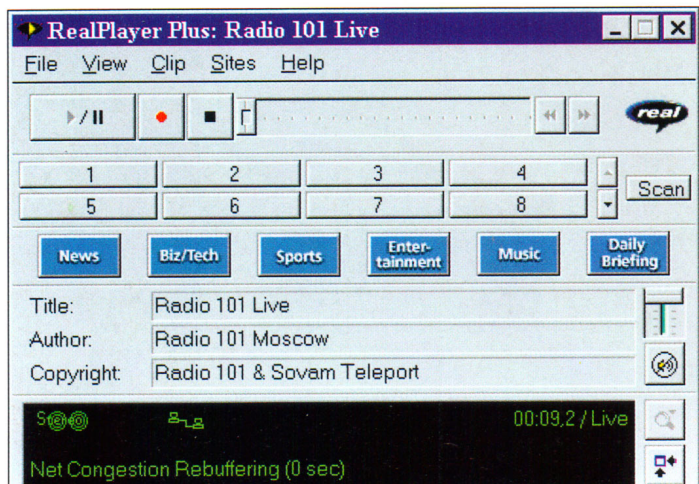 RealPlayer Plus: Radio 101 Live
File View Clip Sites Help
real
1 2 3 4
Scan
5 6 7 8
News Biz/Tech Sports Enter-tainment Music Daily Briefing
Title: Radio 101 Live
Author: Radio 101 Moscow
Copyright: Radio 101 & Sovam Teleport
Stereo 00:09,2 / Live
Net Congestion Rebuffering (0 sec)